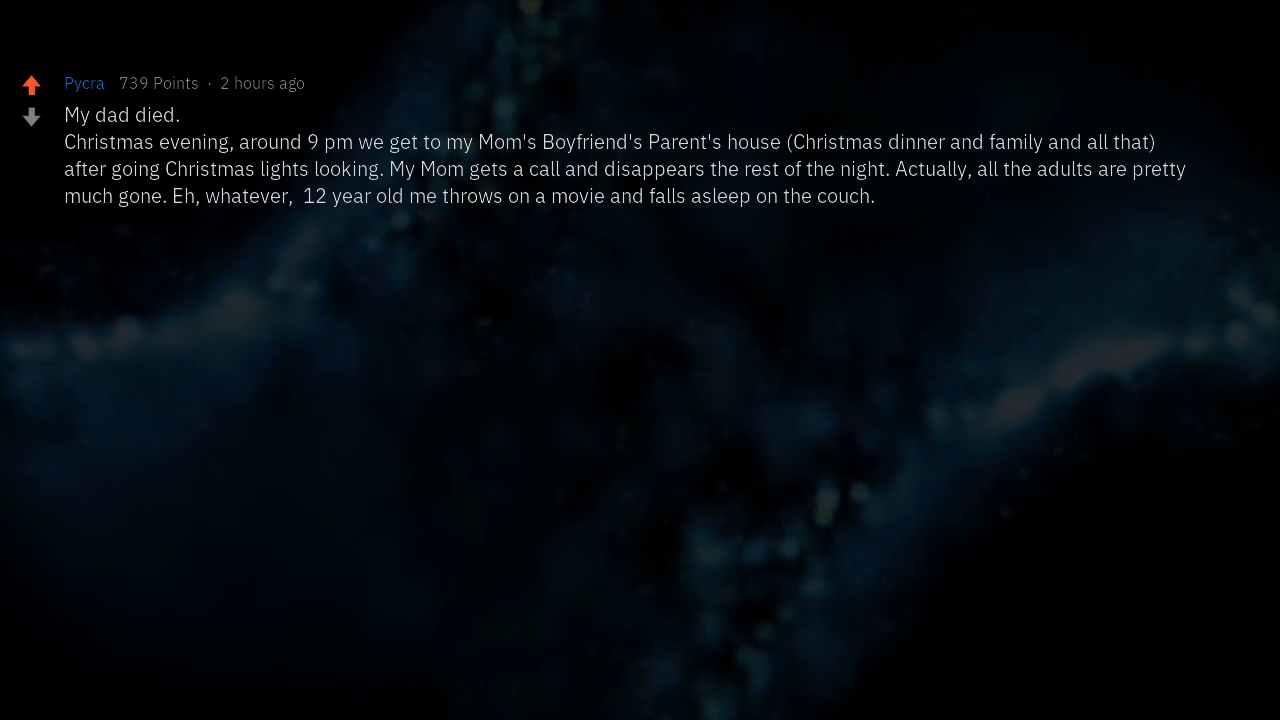 Pycra 739 Points · 2 hours ago
My dad died.
Christmas evening, around 9 pm we get to my Mom's Boyfriend's Parent's house (Christmas dinner and family and all that)
after going Christmas lights looking. My Mom gets a call and disappears the rest of the night. Actually, all the adults are pretty
much gone. Eh, whatever,  12 year old me throws on a movie and falls asleep on the couch.